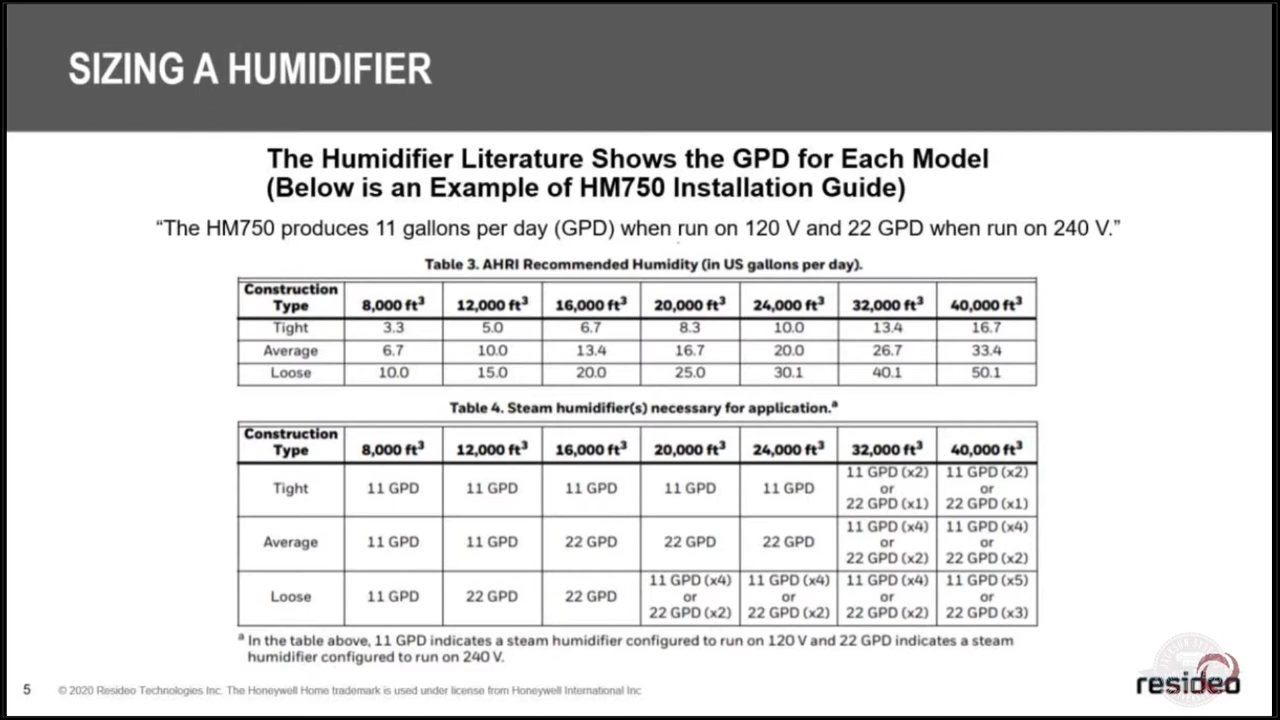 SIZING A HUMIDIFIER
The Humidifier Literature Shows the GPD for Each Model
(Below is an Example of HM750 Installation Guide)
“The HM750 produces 11 gallons per day (GPD) when run on 120 V and 22 GPD when run on 240 V.”
Table 3. AHRI Recommended Humidity (in US gallons per day).
Construction Type 8,000 ft³ 12,000 ft³ 16,000 ft³ 20,000 ft³ 24,000 ft³ 32,000 ft³ 40,000 ft³
Tight 3.3 5.0 6.7 8.3 10.0 13.4 16.7
Average 6.7 10.0 13.4 16.7 20.0 26.7 33.4
Loose 10.0 15.0 20.0 25.0 30.1 40.1 50.1
Table 4. Steam humidifier(s) necessary for application.ᵃ
Construction Type 8,000 ft³ 12,000 ft³ 16,000 ft³ 20,000 ft³ 24,000 ft³ 32,000 ft³ 40,000 ft³
Tight 11 GPD 11 GPD 11 GPD 11 GPD 11 GPD 11 GPD (x2) or 22 GPD (x1) 11 GPD (x2) or 22 GPD (x1)
Average 11 GPD 11 GPD 22 GPD 22 GPD 22 GPD 11 GPD (x4) or 22 GPD (x2) 11 GPD (x4) or 22 GPD (x2)
Loose 11 GPD 22 GPD 22 GPD 11 GPD (x4) or 22 GPD (x2) 11 GPD (x4) or 22 GPD (x2) 11 GPD (x4) or 22 GPD (x2) 11 GPD (x5) or 22 GPD (x3)
ᵃ In the table above, 11 GPD indicates a steam humidifier configured to run on 120 V and 22 GPD indicates a steam
humidifier configured to run on 240 V.
5 © 2020 Resideo Technologies Inc. The Honeywell Home trademark is used under license from Honeywell International Inc
resideo